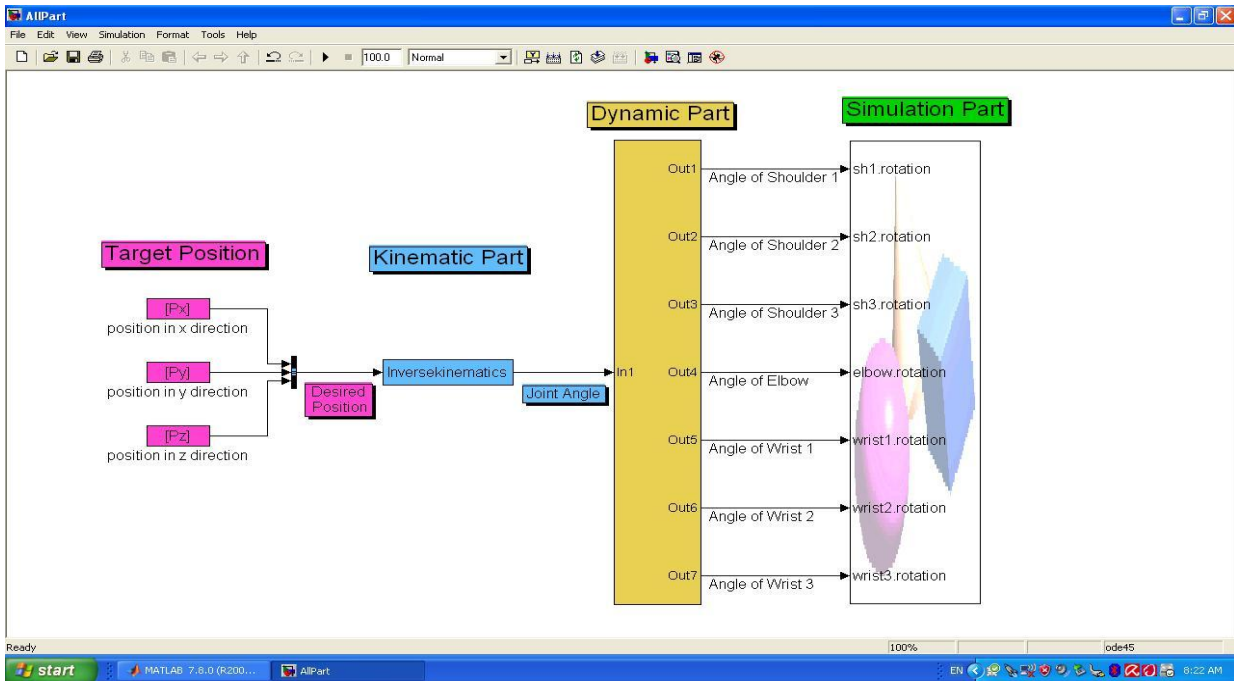 AllPart
File Edit View Simulation Format Tools Help
100.0 Normal
Dynamic Part
Simulation Part
Target Position
Kinematic Part
[Px]
position in x direction
[Py]
position in y direction
[Pz]
position in z direction
Desired
Position
Inversekinematics
Joint Angle
In1
Out1
Angle of Shoulder 1
sh1.rotation
Out2
Angle of Shoulder 2
sh2.rotation
Out3
Angle of Shoulder 3
sh3.rotation
Out4
Angle of Elbow
elbow.rotation
Out5
Angle of Wrist 1
wrist1.rotation
Out6
Angle of Wrist 2
wrist2.rotation
Out7
Angle of Wrist 3
wrist3.rotation
Ready 100% ode45
start MATLAB 7.8.0 (R200... AllPart EN 8:22 AM